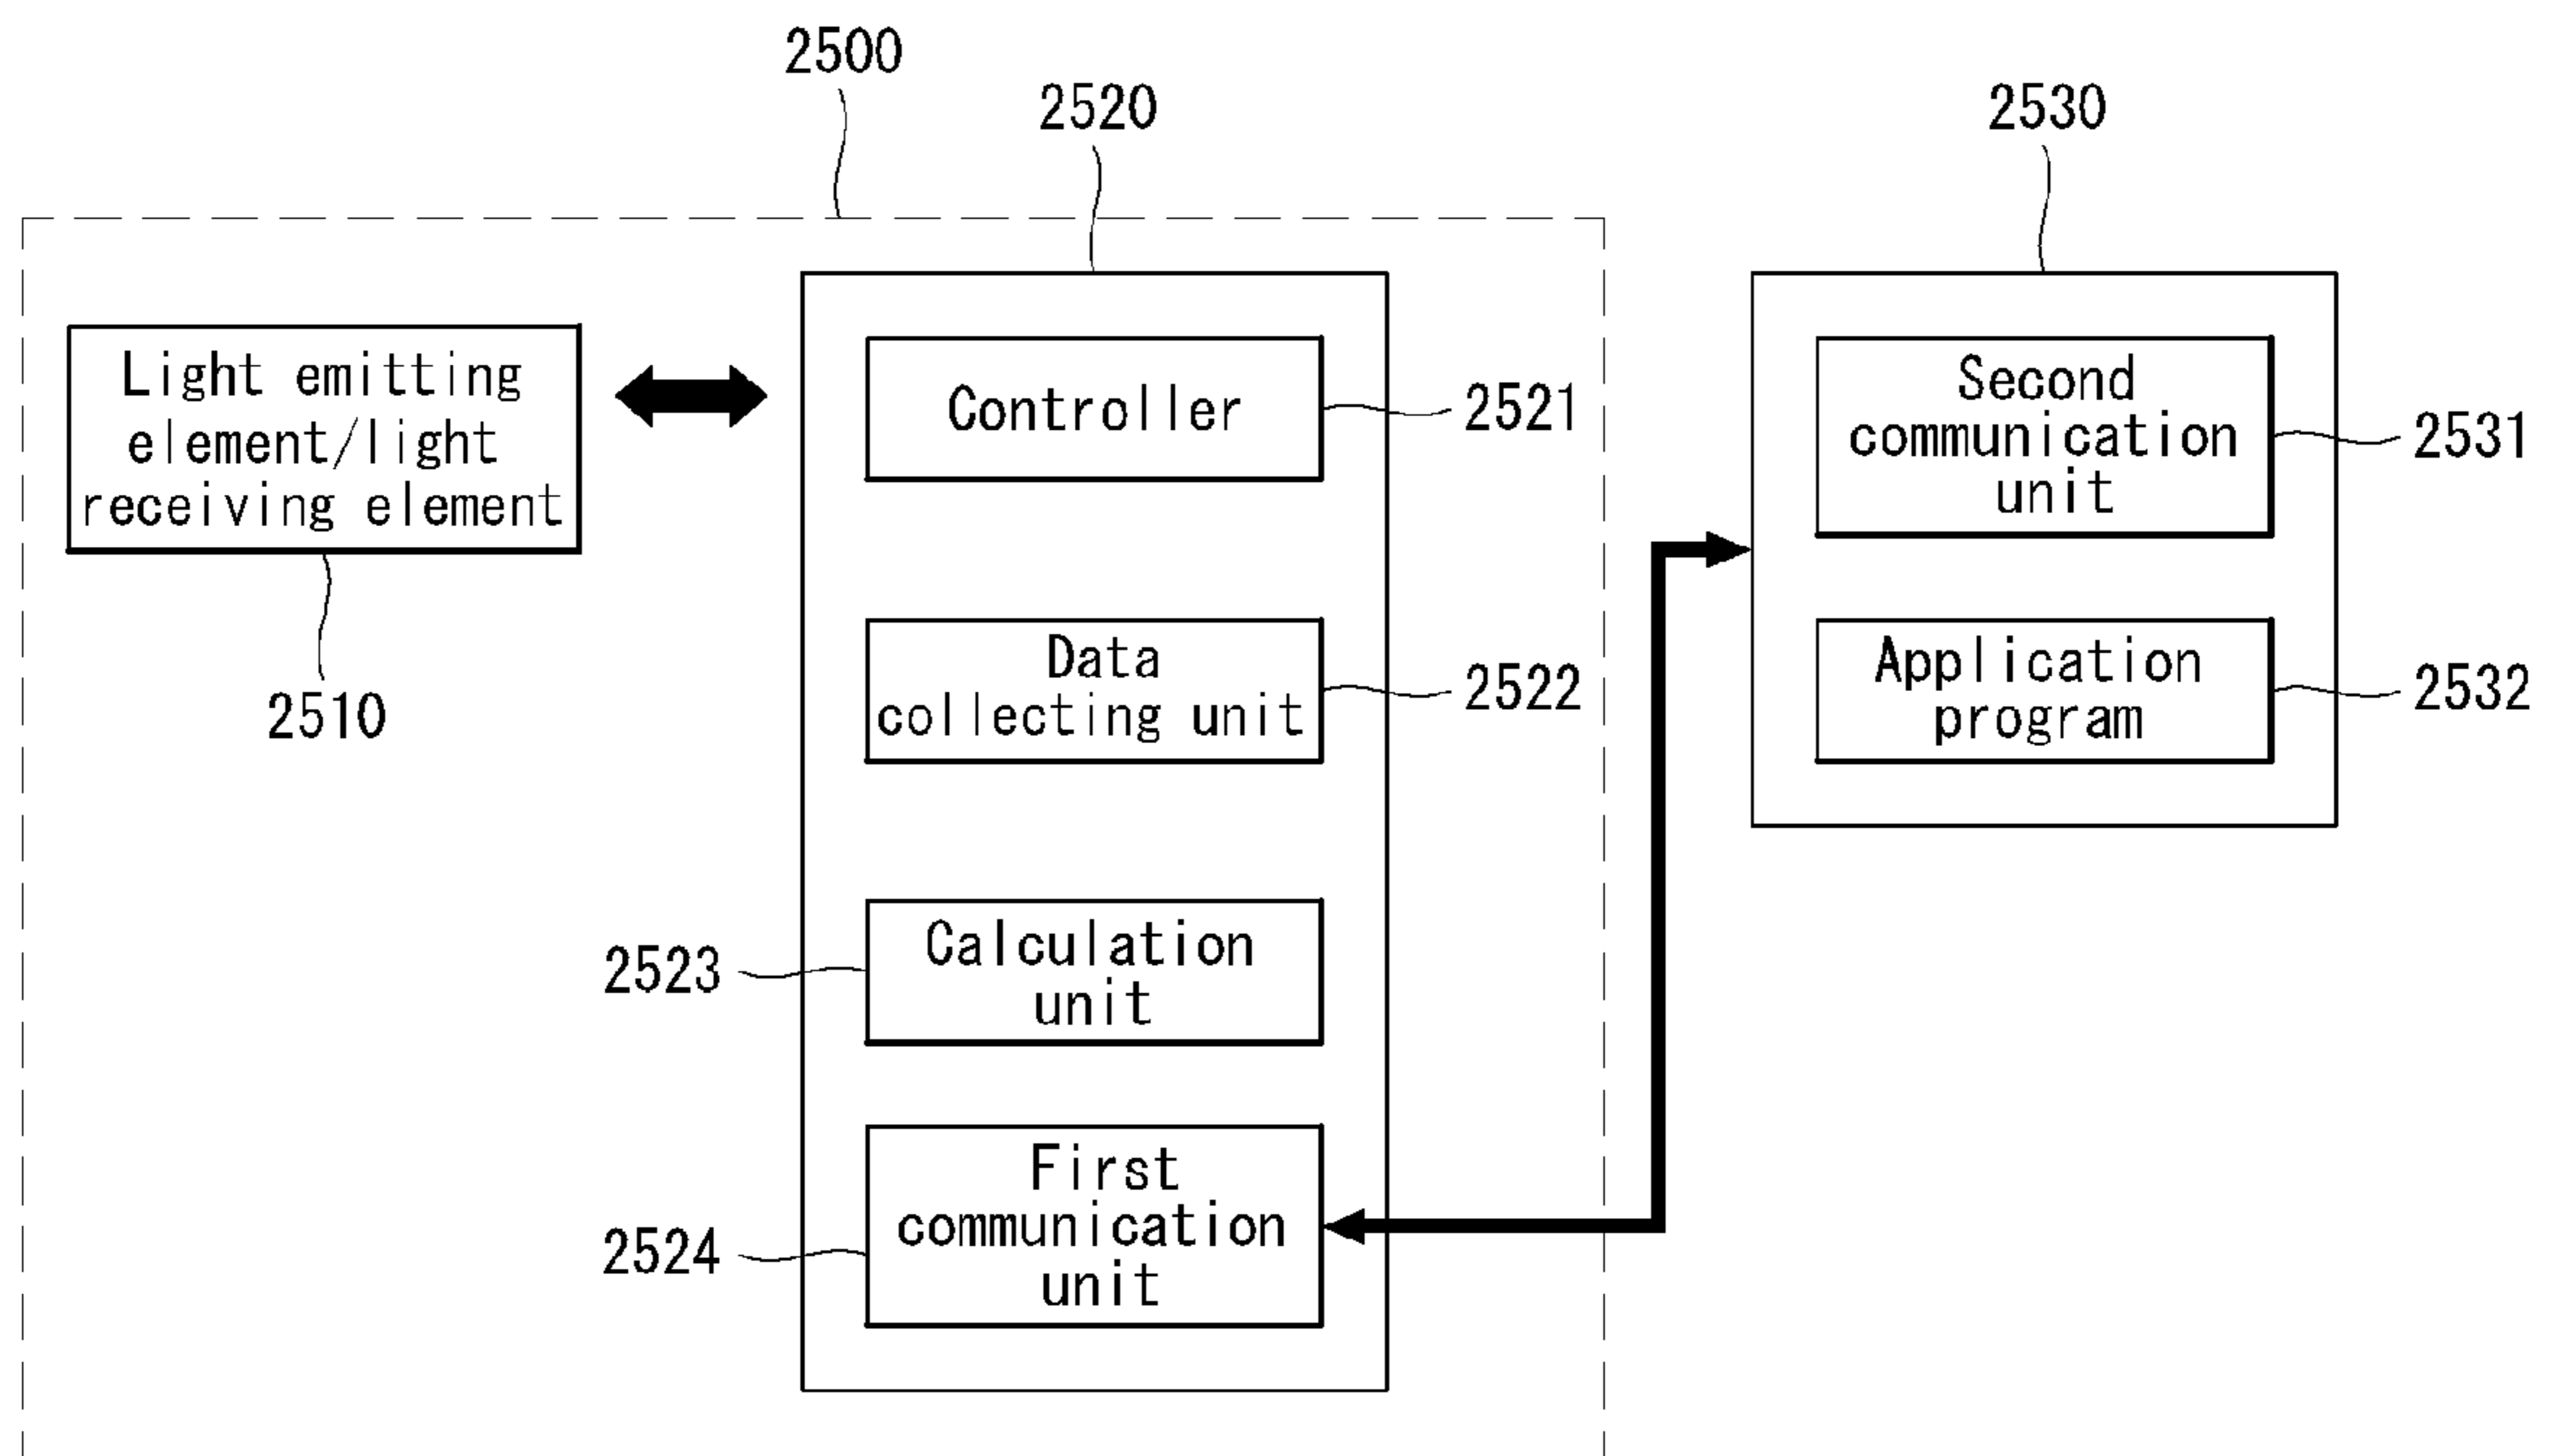 2500
2520
2530
Light emitting
element/light
receiving element
2510
Controller
2521
Data
collecting unit
2522
Calculation
unit
2523
First
communication
unit
2524
Second
communication
unit
2531
Application
program
2532